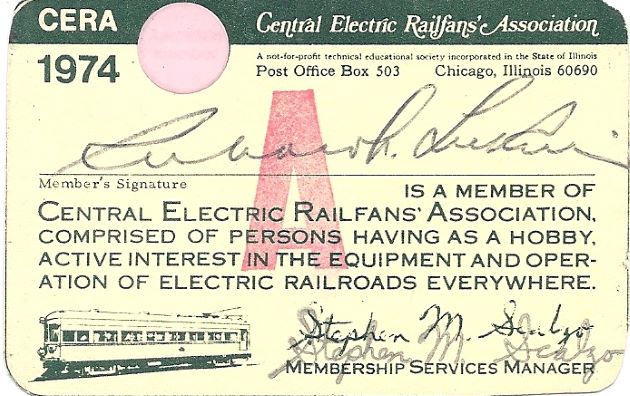 CERA Central Electric Railfans' Association
1974
A not-for-profit technical educational society incorporated in the State of Illinois
Post Office Box 503 Chicago, Illinois 60690
A
Member's Signature
IS A MEMBER OF
CENTRAL ELECTRIC RAILFANS' ASSOCIATION,
COMPRISED OF PERSONS HAVING AS A HOBBY,
ACTIVE INTEREST IN THE EQUIPMENT AND OPER-
ATION OF ELECTRIC RAILROADS EVERYWHERE.
Stephen M. Scalzo
Stephen M. Scalzo
MEMBERSHIP SERVICES MANAGER